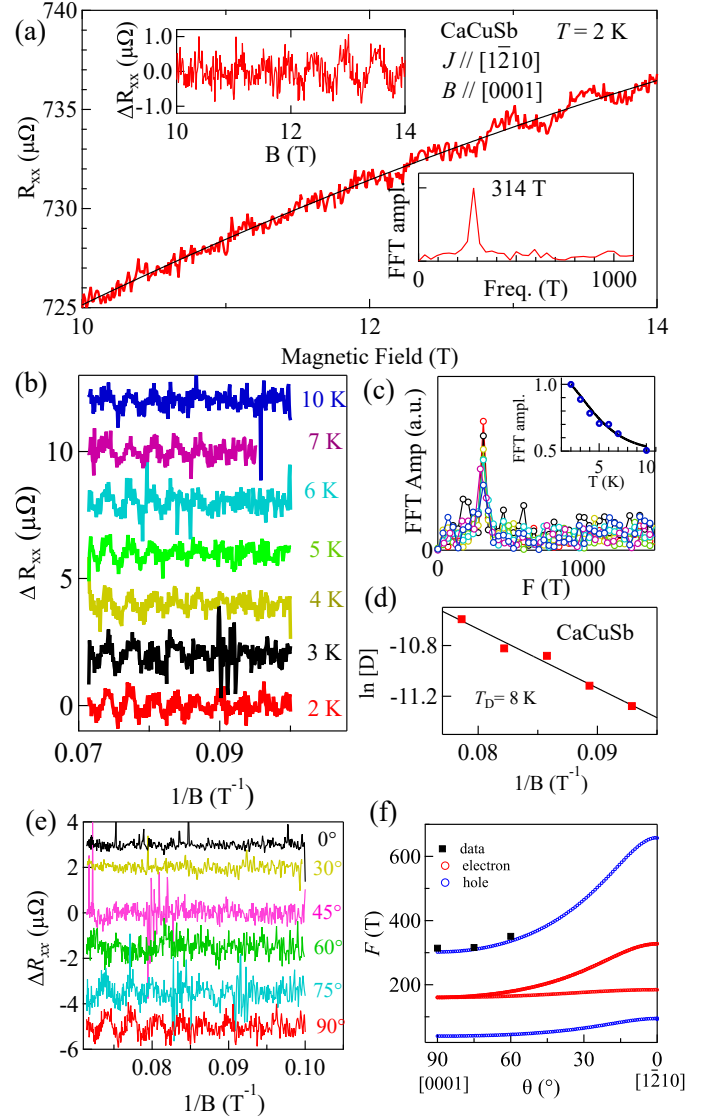 (a)
CaCuSb T = 2 K
J // [12̅10]
B // [0001]
ΔRxx (μΩ)
1.0
0.0
-1.0
10 12 14
B (T)
Rxx (μΩ)
735
730
725
314 T
FFT ampl.
0 1000
Freq. (T)
10 12 14
Magnetic Field (T)
(b)
Δ Rxx (μΩ)
10
5
0
10 K
7 K
6 K
5 K
4 K
3 K
2 K
0.07 0.09
1/B (T⁻¹)
(c)
FFT Amp (a.u.)
0
0 1000
F (T)
FFT ampl.
1.0
0.5
5 10
T (K)
(d)
CaCuSb
ln [D]
-10.8
-11.2
TD= 8 K
0.08 0.09
1/B (T⁻¹)
(e)
ΔRxx (μΩ)
4
2
0
-2
-4
-6
0°
30°
45°
60°
75°
90°
0.08 0.09 0.10
1/B (T⁻¹)
(f)
data
electron
hole
F (T)
600
400
200
90 60 0
[0001] θ (°) [12̅10]